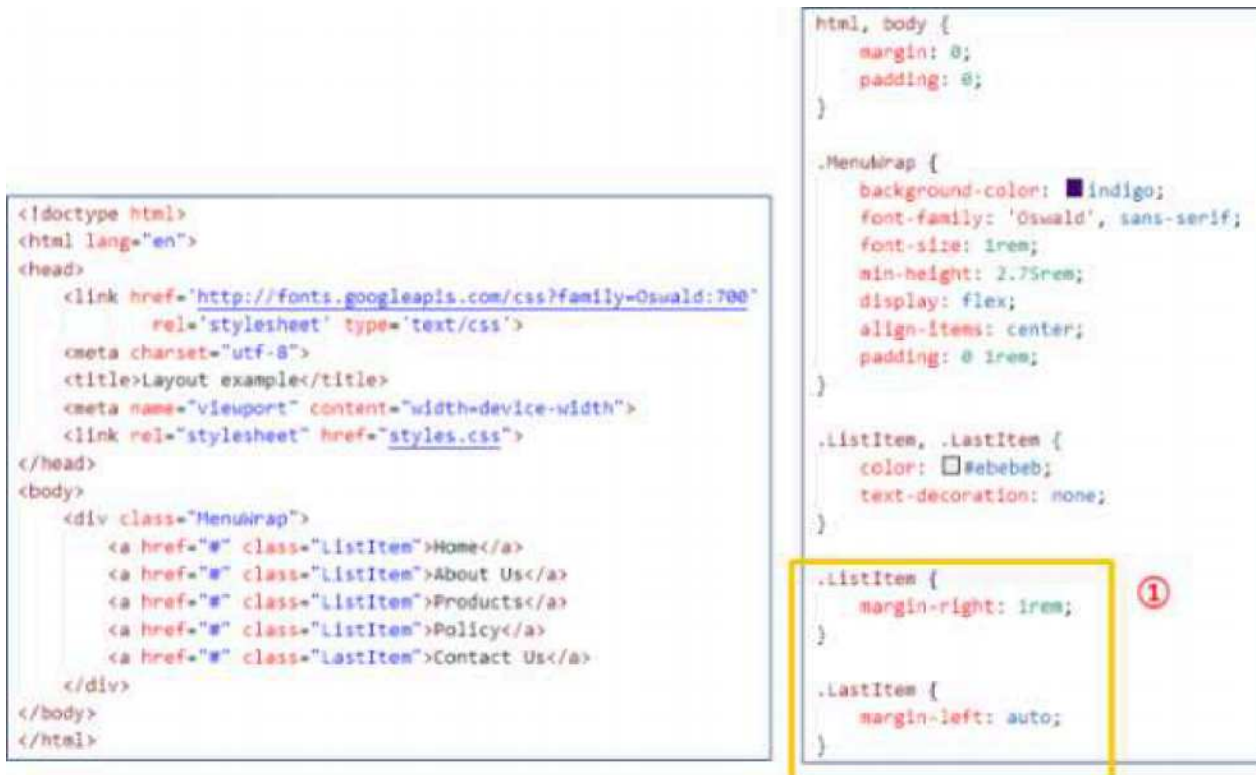 <!doctype html>
<html lang="en">
<head>
<link href='http://fonts.googleapis.com/css?family=Oswald:700'
rel='stylesheet' type='text/css'>
<meta charset="utf-8">
<title>Layout example</title>
<meta name="viewport" content="width=device-width">
<link rel="stylesheet" href="styles.css">
</head>
<body>
<div class="MenuWrap">
<a href="#" class="ListItem">Home</a>
<a href="#" class="ListItem">About Us</a>
<a href="#" class="ListItem">Products</a>
<a href="#" class="ListItem">Policy</a>
<a href="#" class="LastItem">Contact Us</a>
</div>
</body>
</html>
html, body {
margin: 0;
padding: 0;
}
.MenuWrap {
background-color: indigo;
font-family: 'Oswald', sans-serif;
font-size: 1rem;
min-height: 2.75rem;
display: flex;
align-items: center;
padding: 0 1rem;
}
.ListItem, .LastItem {
color: #ebebeb;
text-decoration: none;
}
.ListItem {
margin-right: 1rem;
}
.LastItem {
margin-left: auto;
}
①